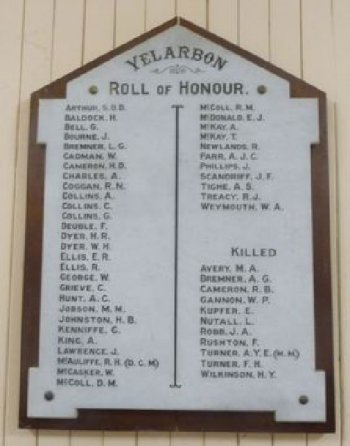 YELARBON
ROLL OF HONOUR.
ARTHUR, S.O.D.
BALDOCK, H.
BELL, G.
BOURNE, J.
BREMNER, L.G.
CADMAN, W.
CAMERON, H.D.
CHARLES, A.
COGGAN, R.N.
COLLINS, A.
COLLINS, C.
COLLINS, G.
DEUBLE, F.
DYER, H.R.
DYER, W.H.
ELLIS, E.R.
ELLIS, R.
GEORGE, W.
GRIEVE, C.
HUNT, A.C.
JOBSON, M.M.
JOHNSTON, H.B.
KENNIFFE, C.
KING, A.
LAWRENCE, J.
McAULIFFE, R.H. (D.C.M)
McCASKER, W.
McCOLL, D.M.
McCOLL, R.M.
McDONALD, E.J.
McKAY, A.
McKAY, T.
NEWLANDS, R.
PARR, A.J.C.
PHILLIPS, J.
SCANDRIFF, J.F.
TIGHE, A.S.
TREACY, R.J.
WEYMOUTH, W.A.
KILLED
AVERY, M.A.
BREMNER, A.G.
CAMERON, R.B.
GANNON, W.P.
KUPFER, E.
NUTALL, L.
ROBB, J.A.
RUSHTON, F.
TURNER, A.Y.E. (M.M)
TURNER, F.H.
WILKINSON, H.Y.